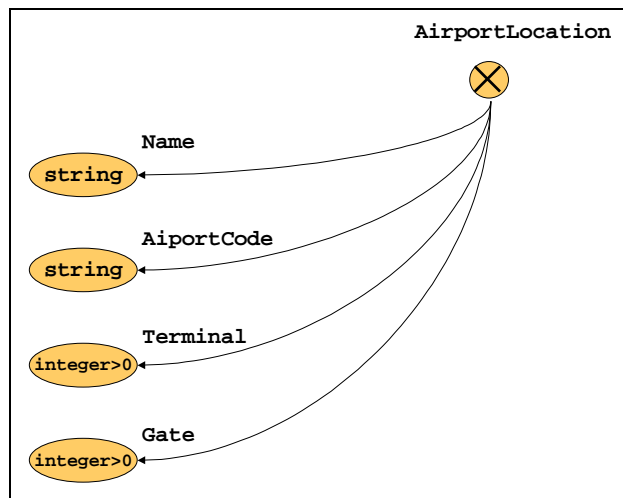 AirportLocation
Name
string
AiportCode
string
Terminal
integer>0
Gate
integer>0